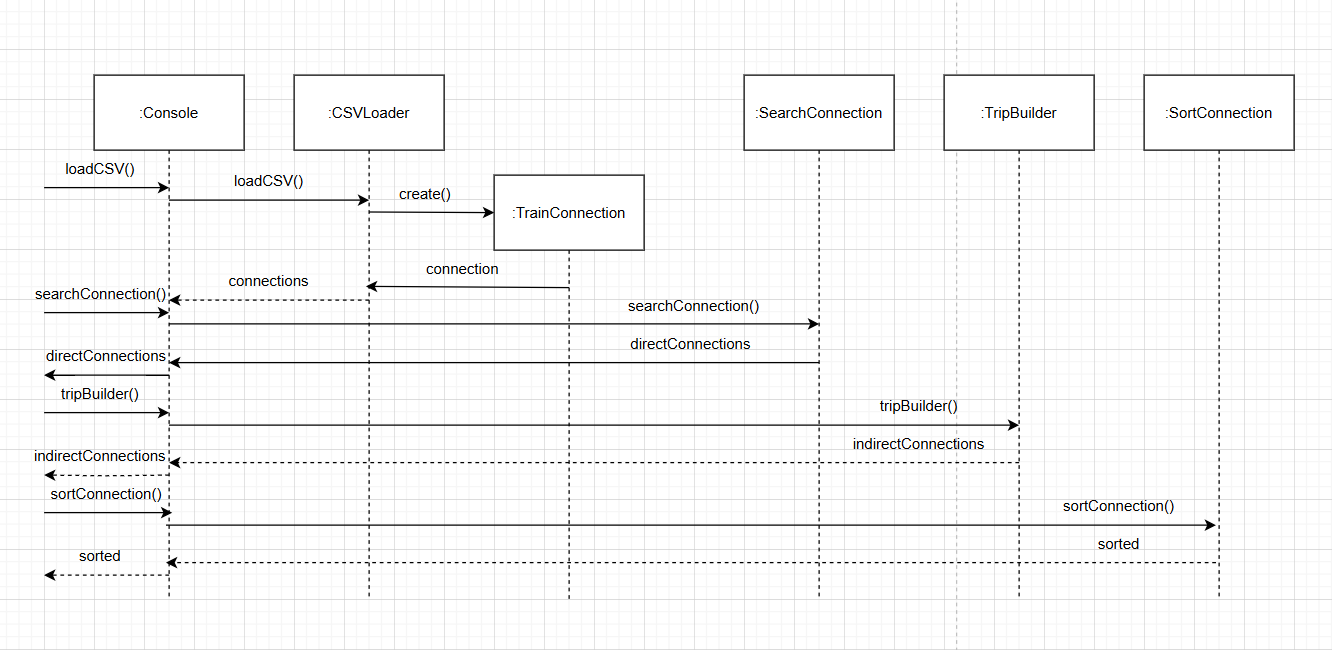 :Console
:CSVLoader
:SearchConnection
:TripBuilder
:SortConnection
loadCSV()
loadCSV()
create()
:TrainConnection
connection
connections
searchConnection()
searchConnection()
directConnections
directConnections
tripBuilder()
tripBuilder()
indirectConnections
indirectConnections
sortConnection()
sortConnection()
sorted
sorted